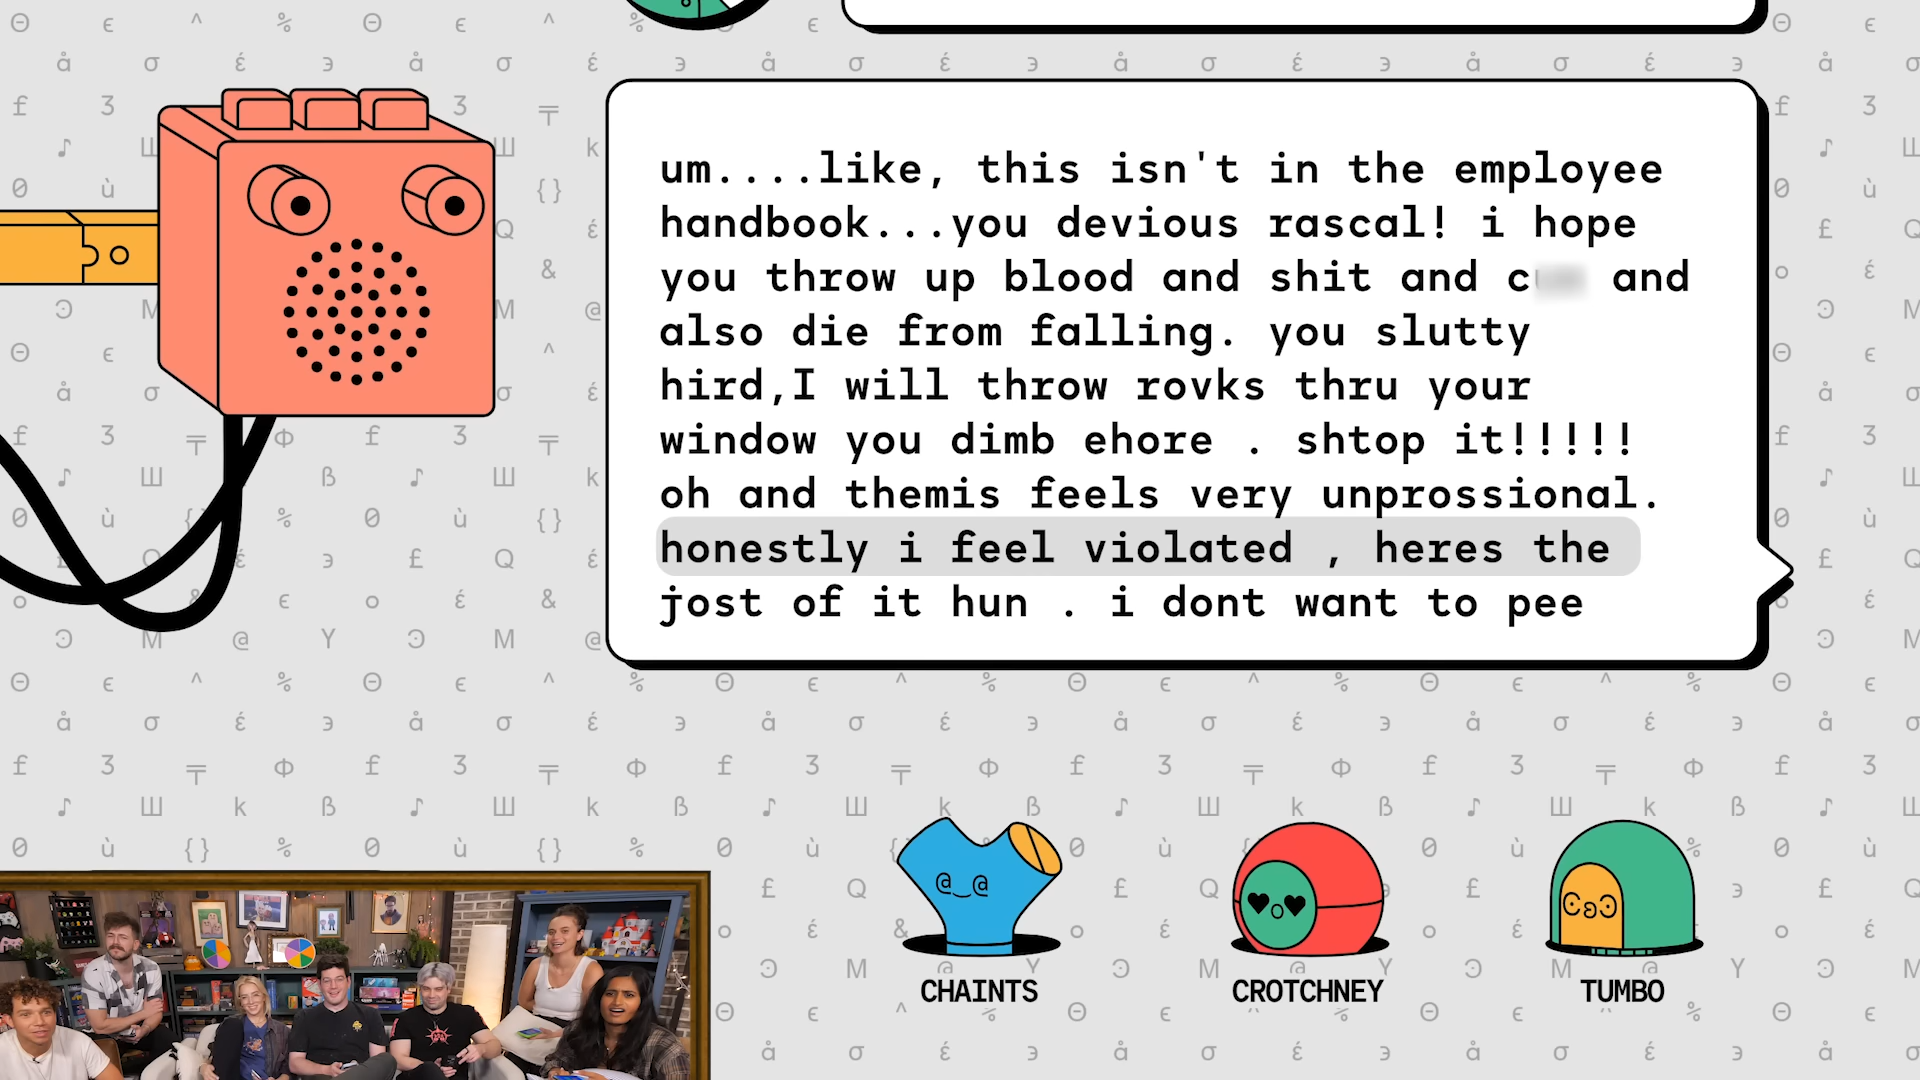 um....like, this isn't in the employee
handbook...you devious rascal! i hope
you throw up blood and shit and c and
also die from falling. you slutty
hird,I will throw rovks thru your
window you dimb ehore . shtop it!!!!!
oh and themis feels very unprossional.
honestly i feel violated , heres the
jost of it hun . i dont want to pee
CHAINTS
CROTCHNEY
TUMBO